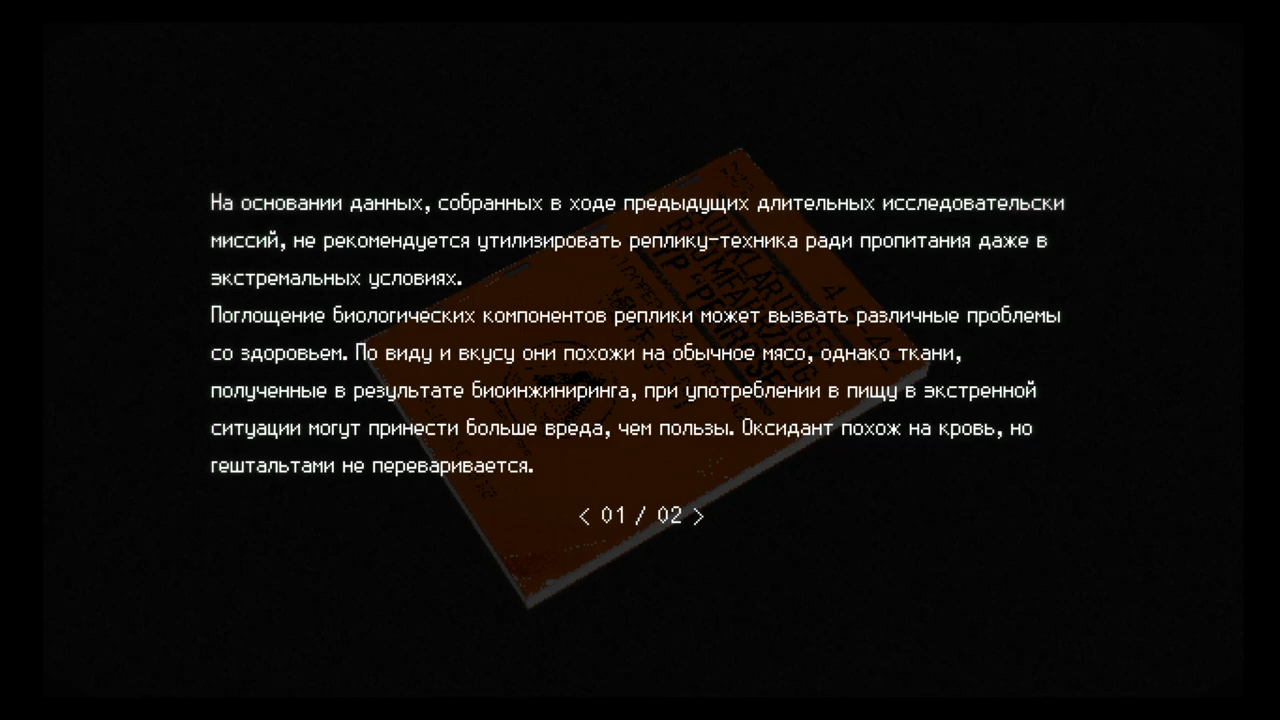 На основании данных, собранных в ходе предыдущих длительных исследовательски
миссий, не рекомендуется утилизировать реплику-техника ради пропитания даже в
экстремальных условиях.
Поглощение биологических компонентов реплики может вызвать различные проблемы
со здоровьем. По виду и вкусу они похожи на обычное мясо, однако ткани,
полученные в результате биоинжиниринга, при употреблении в пищу в экстренной
ситуации могут принести больше вреда, чем пользы. Оксидант похож на кровь, но
гештальтами не переваривается.
< 01 / 02 >